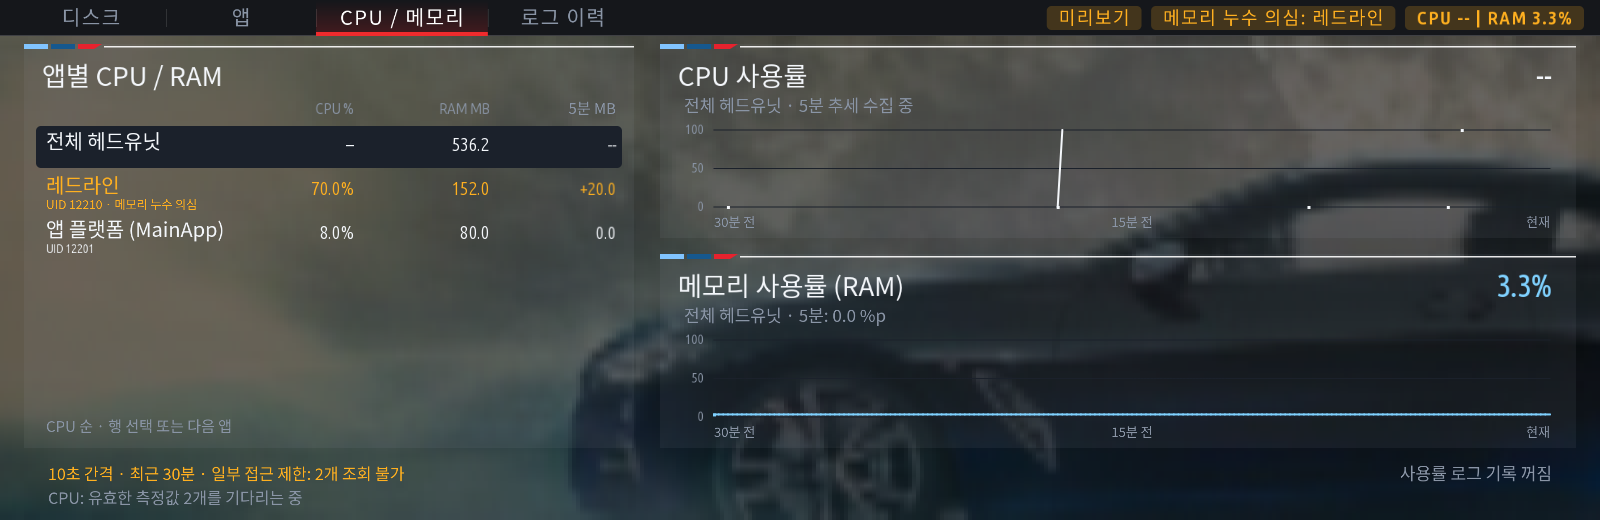 디스크
앱
CPU / 메모리
로그 이력
미리보기
메모리 누수 의심: 레드라인
CPU -- | RAM 3.3%
앱별 CPU / RAM
CPU % RAM MB 5분 MB
전체 헤드유닛 – 536.2 --
레드라인 70.0% 152.0 +20.0
UID 12210 · 메모리 누수 의심
앱 플랫폼 (MainApp) 8.0% 80.0 0.0
UID 12201
CPU 순 · 행 선택 또는 다음 앱
10초 간격 · 최근 30분 · 일부 접근 제한: 2개 조회 불가
CPU: 유효한 측정값 2개를 기다리는 중
CPU 사용률 --
전체 헤드유닛 · 5분 추세 수집 중
100
50
0
30분 전 15분 전 현재
메모리 사용률 (RAM) 3.3%
전체 헤드유닛 · 5분: 0.0 %p
100
50
0
30분 전 15분 전 현재
사용률 로그 기록 꺼짐